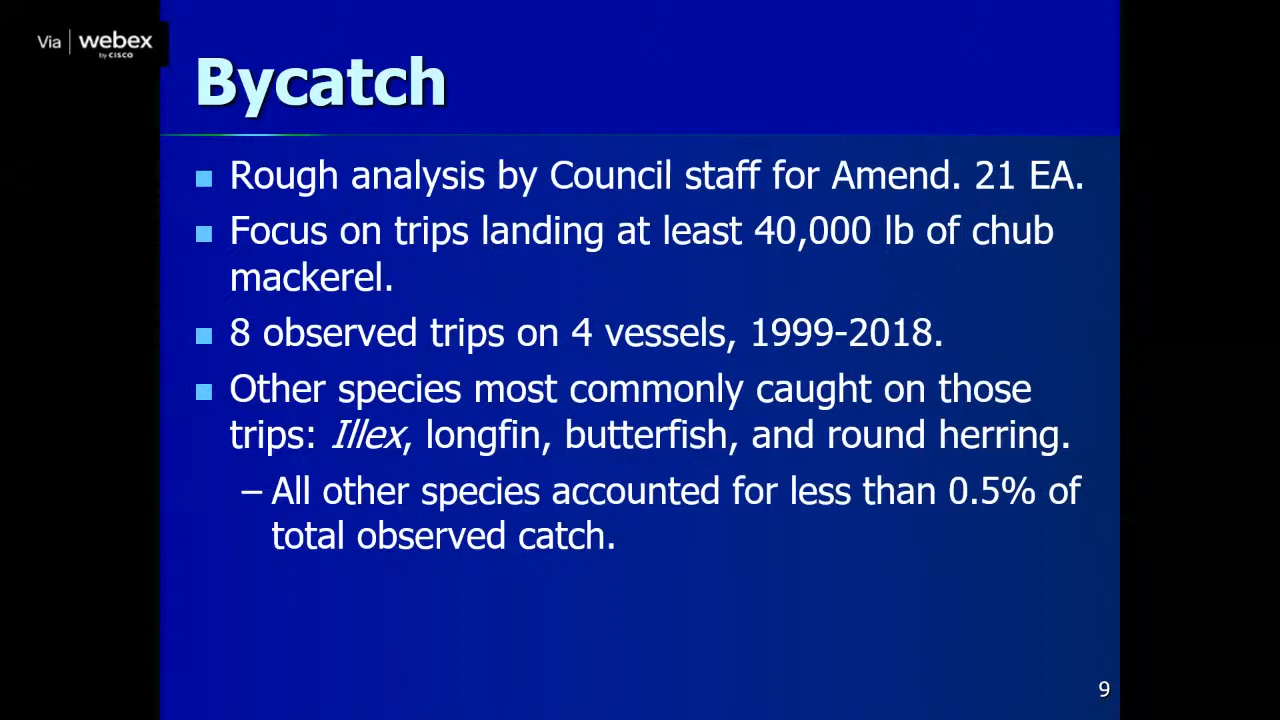 Via | webex
by CISCO
Bycatch
Rough analysis by Council staff for Amend. 21 EA.
Focus on trips landing at least 40,000 lb of chub
mackerel.
8 observed trips on 4 vessels, 1999-2018.
Other species most commonly caught on those
trips: Illex, longfin, butterfish, and round herring.
– All other species accounted for less than 0.5% of
total observed catch.
9